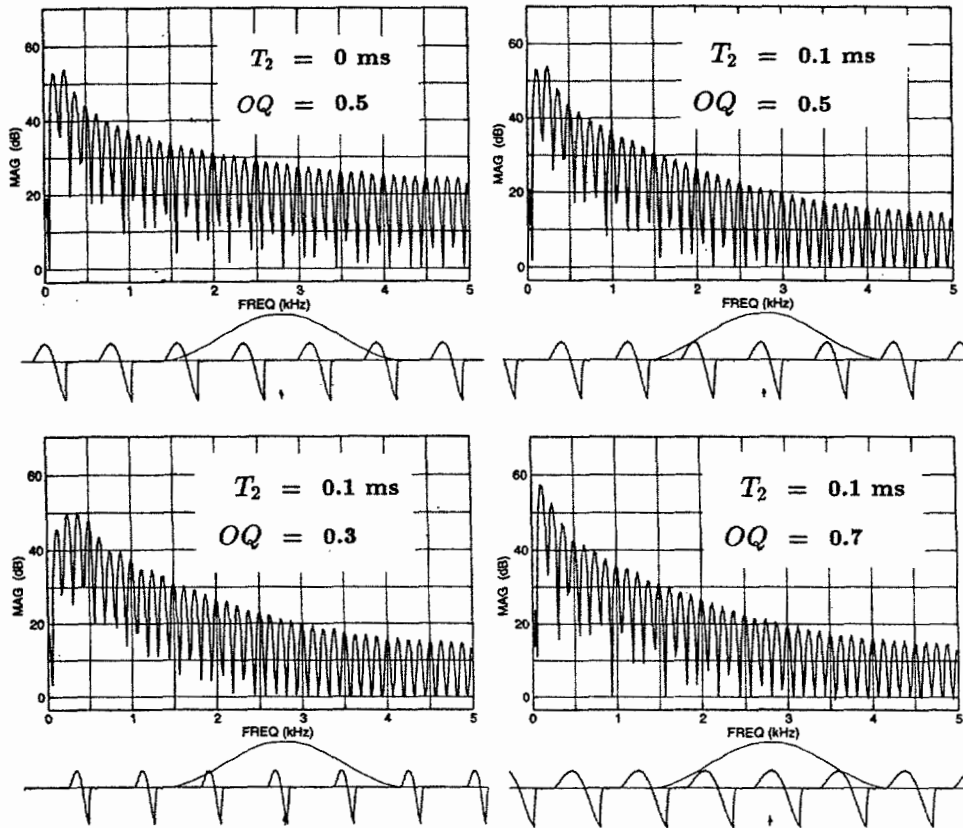 60
40
20
0
MAG (dB)
T₂ = 0 ms
OQ = 0.5
0 1 2 3 4 5
FREQ (kHz)
60
40
20
0
MAG (dB)
T₂ = 0.1 ms
OQ = 0.5
0 1 2 3 4 5
FREQ (kHz)
60
40
20
0
MAG (dB)
T₂ = 0.1 ms
OQ = 0.3
0 1 2 3 4 5
FREQ (kHz)
60
40
20
0
MAG (dB)
T₂ = 0.1 ms
OQ = 0.7
0 1 2 3 4 5
FREQ (kHz)